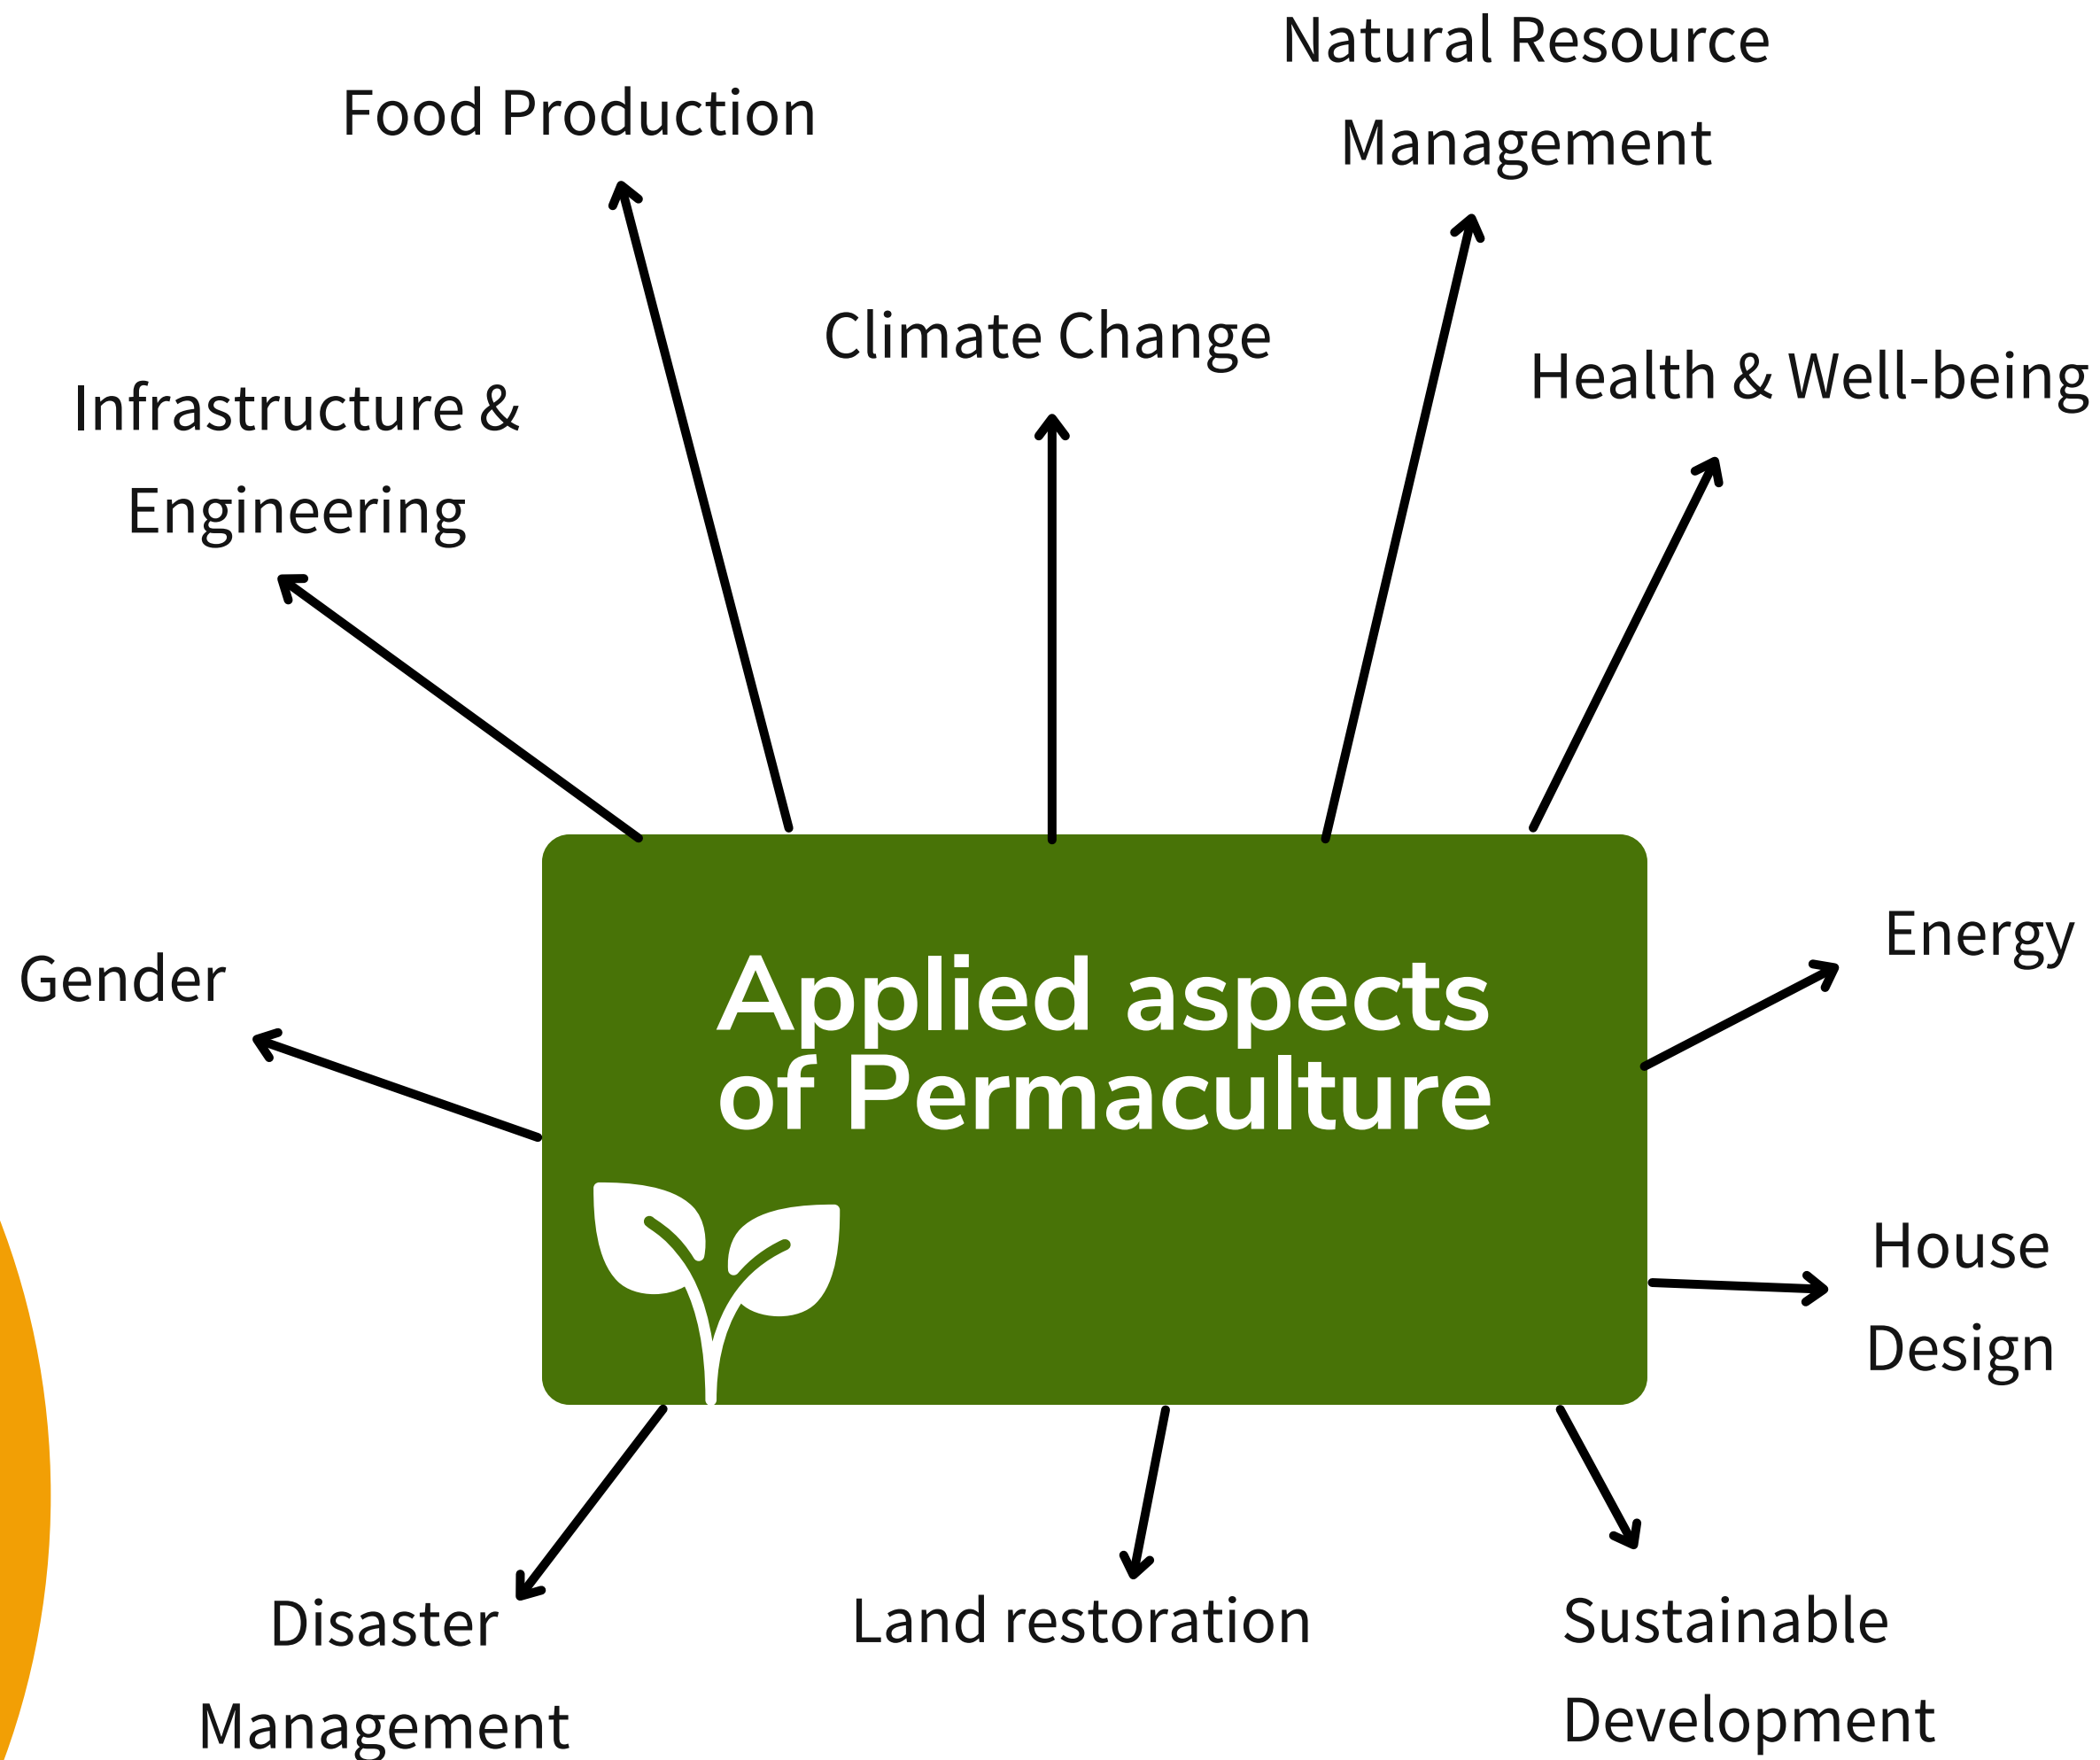 Natural Resource
Management
Food Production
Climate Change
Health & Well-being
Infrastructure &
Engineering
Energy
Gender
Applied aspects
of Permaculture
House
Design
Disaster
Management
Land restoration
Sustainable
Development